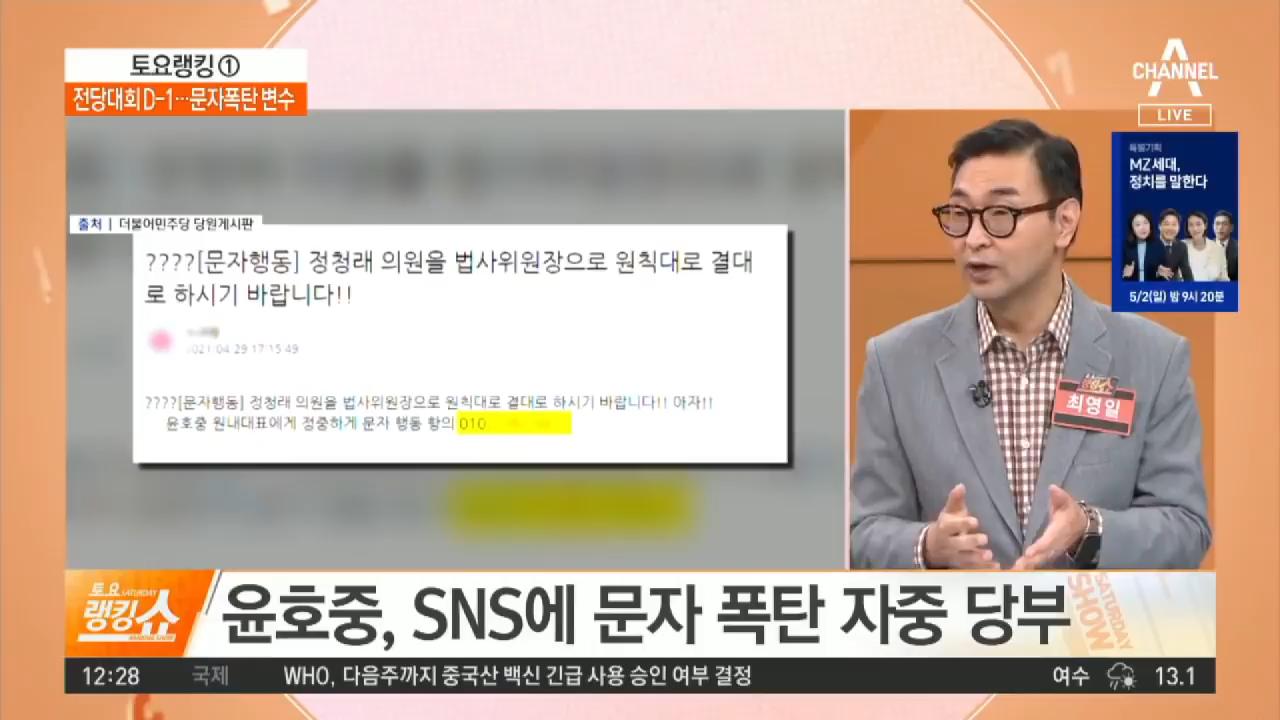 토요랭킹 ①
전당대회 D-1…문자폭탄 변수
CHANNEL A
LIVE
특별기획
MZ세대,
정치를 말한다
5/2(일) 밤 9시 20분
출처 | 더불어민주당 당원게시판
????[문자행동] 정청래 의원을 법사위원장으로 원칙대로 결대
로 하시기 바랍니다!!
2021.04.29 17:15:49
????[문자행동] 정청래 의원을 법사위원장으로 원칙대로 결대로 하시기 바랍니다!! 아자!!
윤호중 원내대표에게 정중하게 문자 행동 항의 010
랭킹쇼
최영일
토요 SATURDAY
랭킹쇼
RANKING SHOW
윤호중, SNS에 문자 폭탄 자중 당부
SATURDAY
SHOW
12:28 국제 WHO, 다음주까지 중국산 백신 긴급 사용 승인 여부 결정 여수 13.1